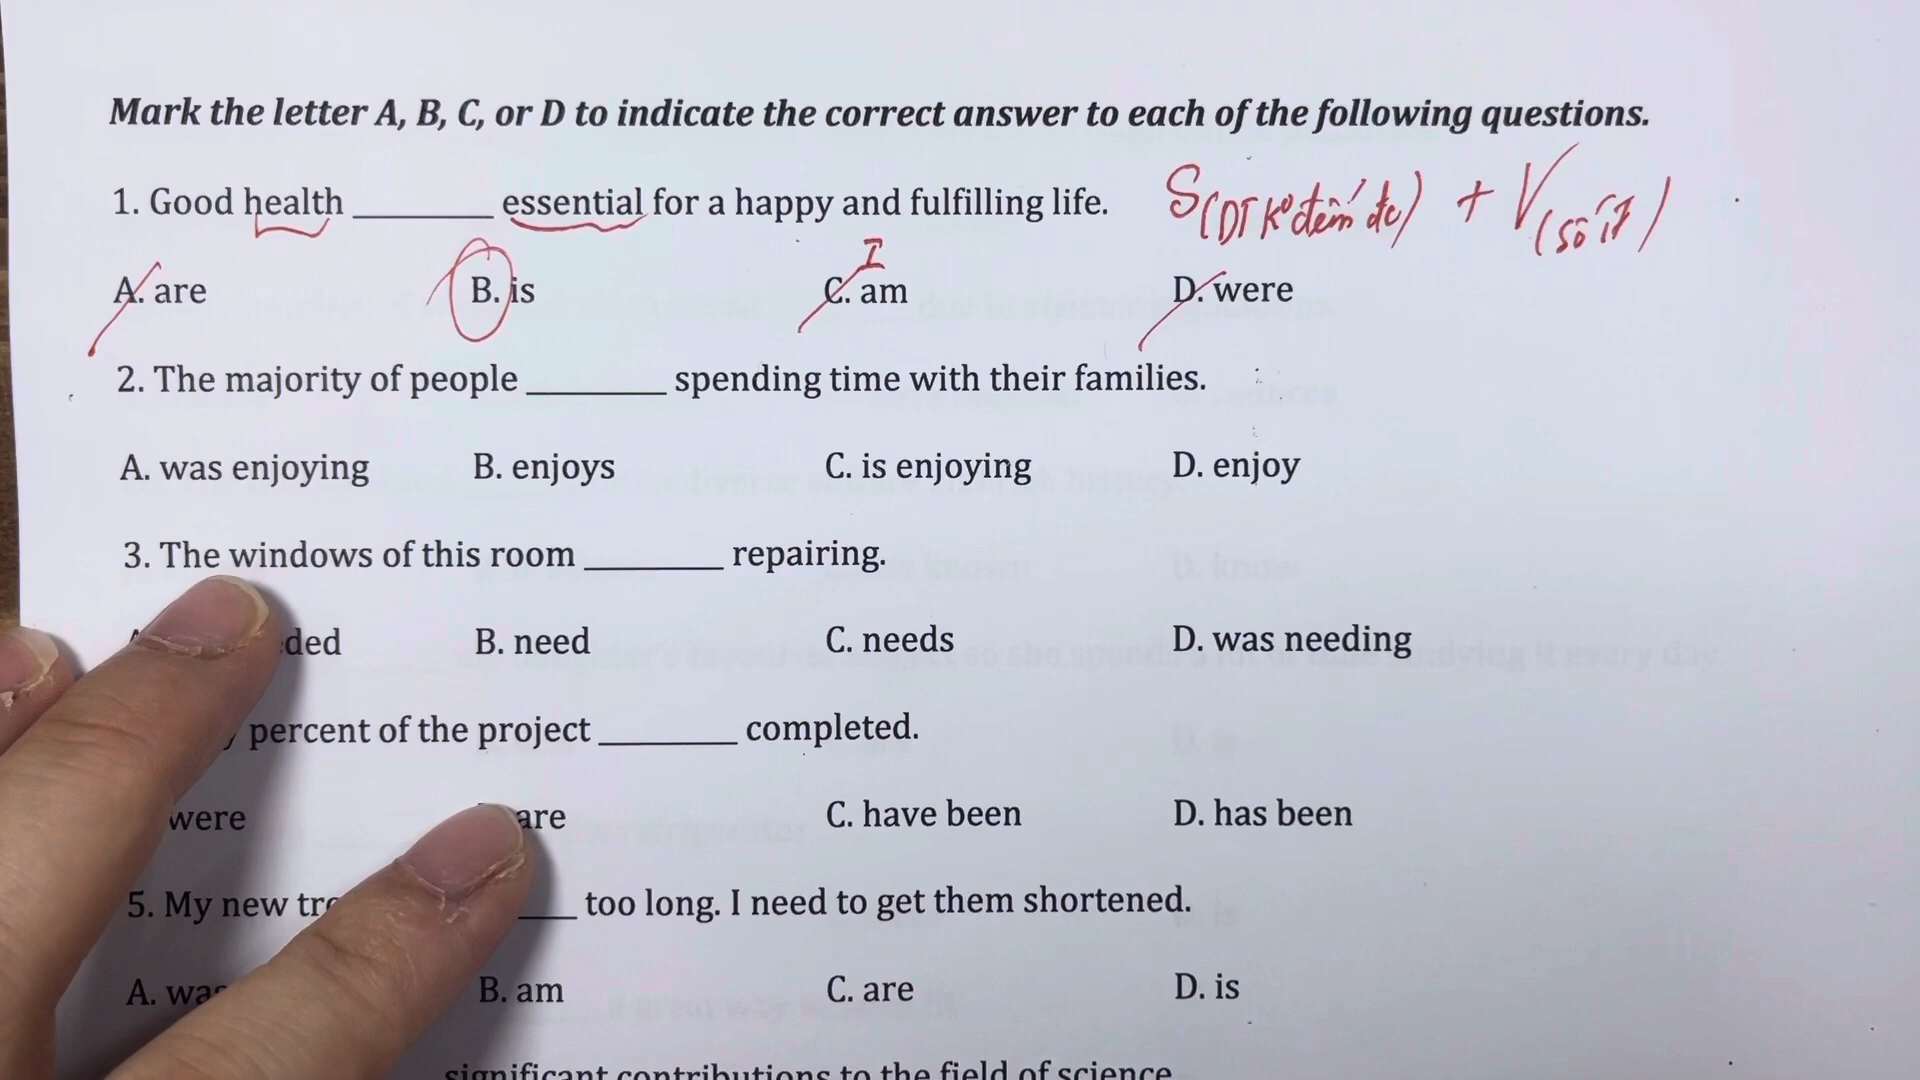 Mark the letter A, B, C, or D to indicate the correct answer to each of the following questions.
1. Good health ________ essential for a happy and fulfilling life. S(DT Kº đếm đc) + V(số ít)
I
A. are B. is C. am D. were
2. The majority of people ________ spending time with their families.
A. was enjoying B. enjoys C. is enjoying D. enjoy
3. The windows of this room ________ repairing.
B. need C. needs D. was needing
percent of the project ________ completed.
were are C. have been D. has been
5. My new ____ too long. I need to get them shortened.
A. B. am C. are D. is
significant contributions to the field of science.